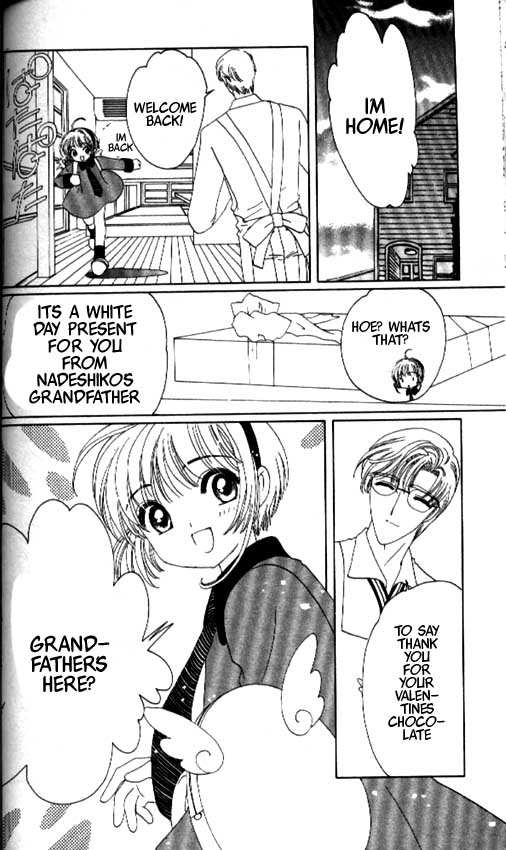 IM
HOME!
WELCOME
BACK!
IM
BACK
HOE? WHATS
THAT?
ITS A WHITE
DAY PRESENT
FOR YOU
FROM
NADESHIKOS
GRANDFATHER
TO SAY
THANK
YOU
FOR
YOUR
VALEN-
TINES
CHOCO-
LATE
GRAND-
FATHERS
HERE?